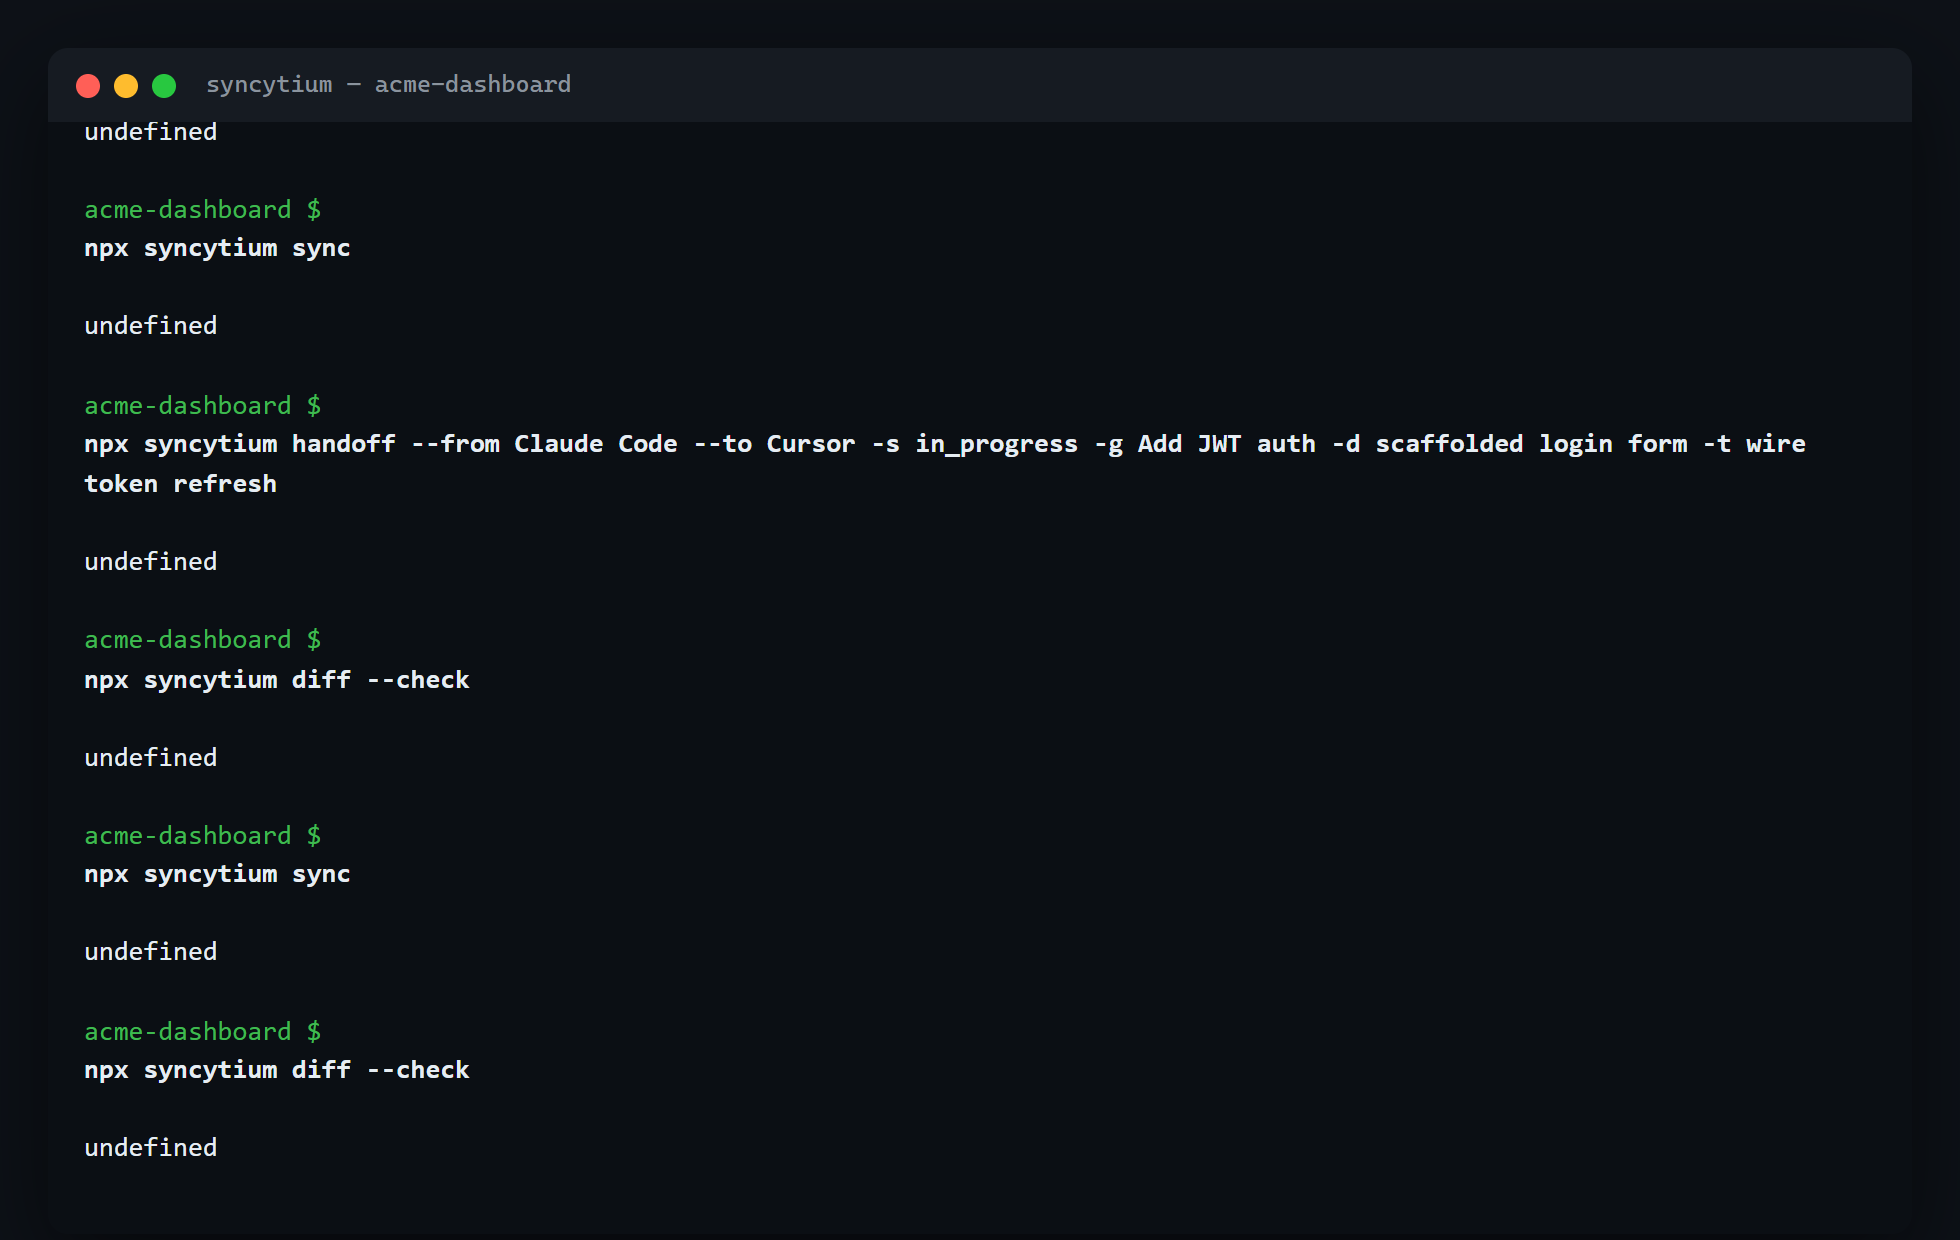 syncytium — acme-dashboard
undefined
acme-dashboard $
npx syncytium sync
undefined
acme-dashboard $
npx syncytium handoff --from Claude Code --to Cursor -s in_progress -g Add JWT auth -d scaffolded login form -t wire
token refresh
undefined
acme-dashboard $
npx syncytium diff --check
undefined
acme-dashboard $
npx syncytium sync
undefined
acme-dashboard $
npx syncytium diff --check
undefined